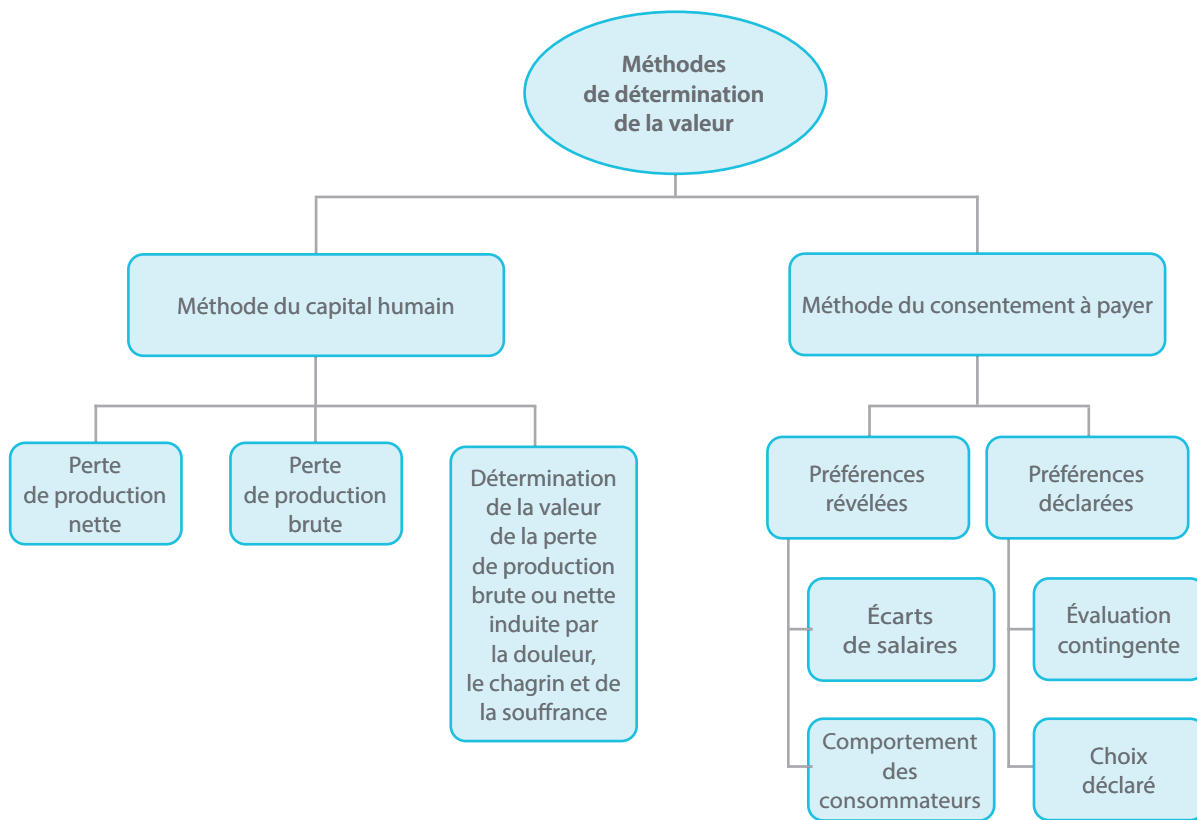 Méthodes
de détermination
de la valeur
Méthode du capital humain
Méthode du consentement à payer
Perte
de production
nette
Perte
de production
brute
Détermination
de la valeur
de la perte
de production
brute ou nette
induite par
la douleur,
le chagrin et de
la souffrance
Préférences
révélées
Préférences
déclarées
Écarts
de salaires
Évaluation
contingente
Comportement
des
consommateurs
Choix
déclaré